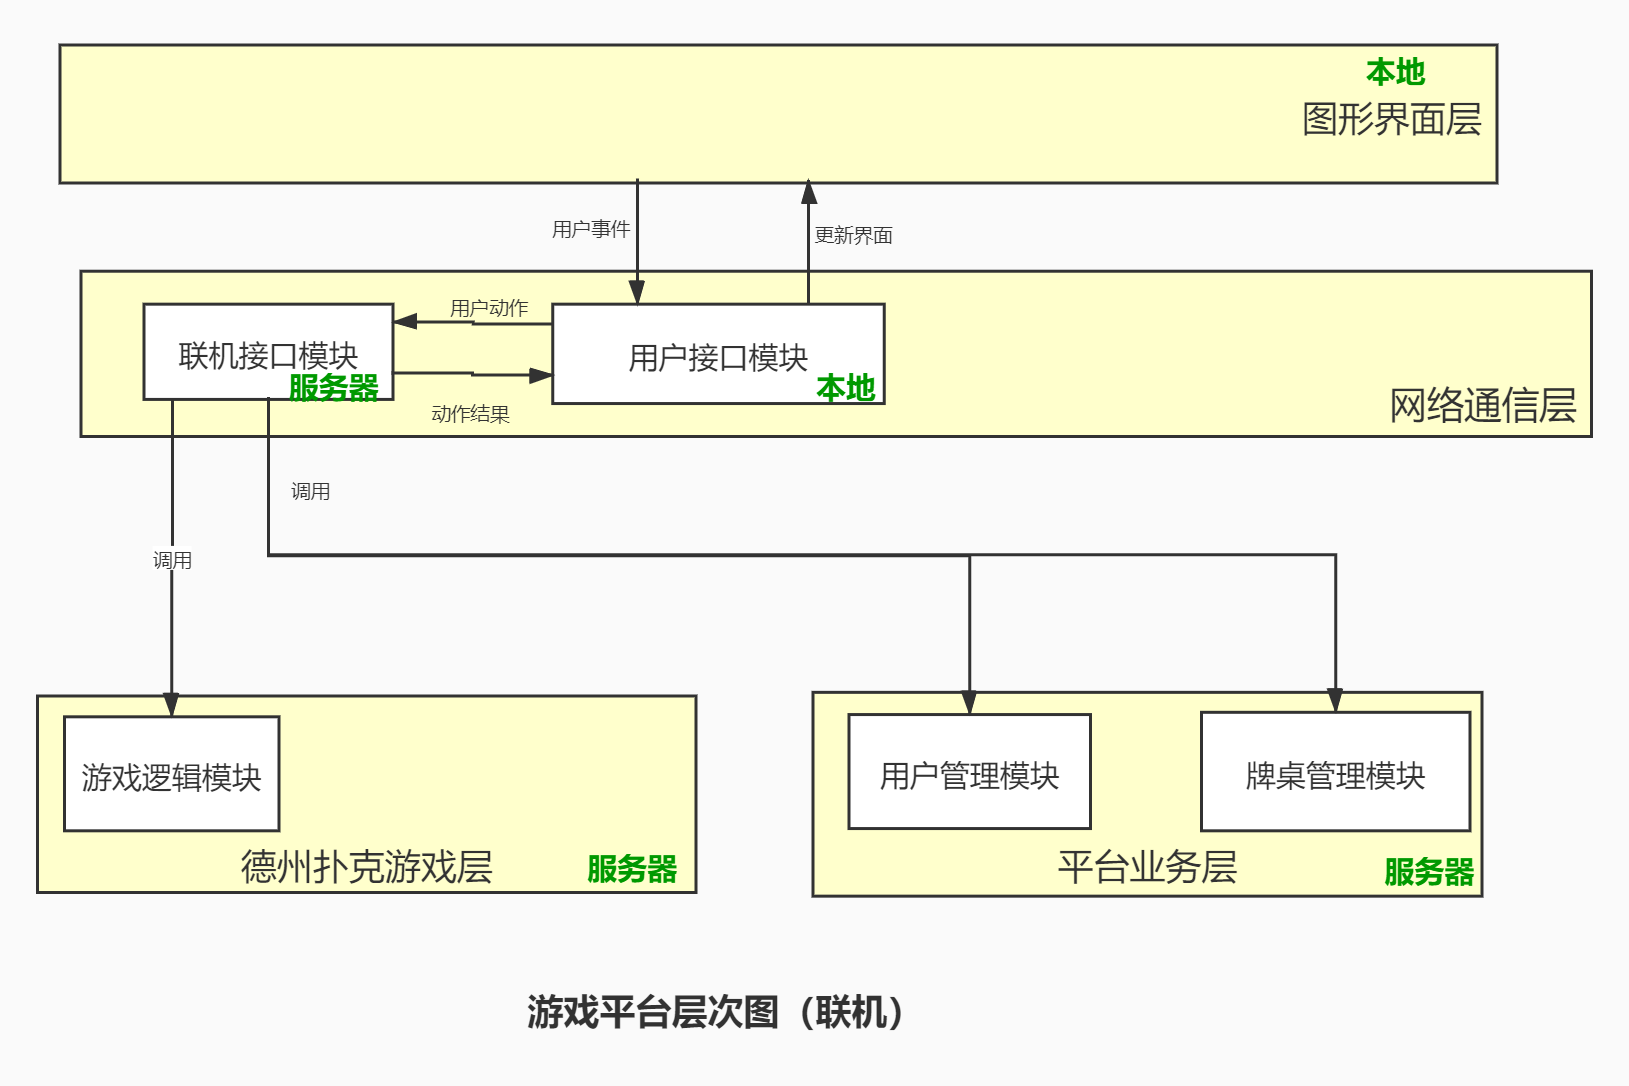 本地
图形界面层
用户事件
更新界面
用户动作
联机接口模块
服务器
用户接口模块
本地
动作结果
网络通信层
调用
调用
游戏逻辑模块
德州扑克游戏层
服务器
用户管理模块
牌桌管理模块
平台业务层
服务器
游戏平台层次图（联机）